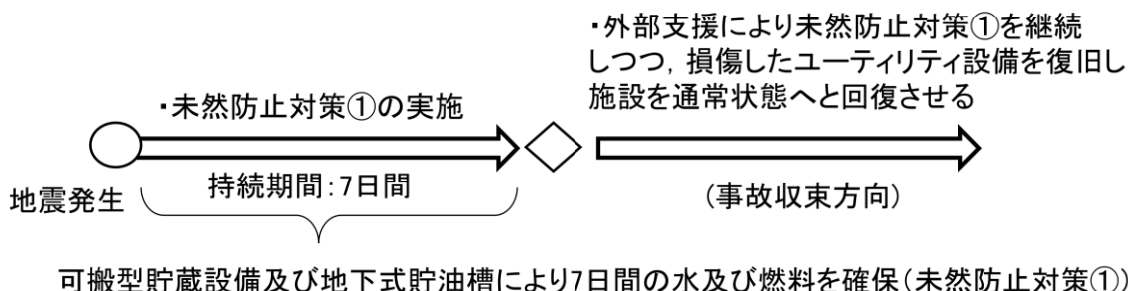 ・外部支援により未然防止対策①を継続
しつつ，損傷したユーティリティ設備を復旧し
施設を通常状態へと回復させる
・未然防止対策①の実施
地震発生
持続期間：7日間
(事故収束方向)
可搬型貯蔵設備及び地下式貯油槽により7日間の水及び燃料を確保(未然防止対策①)